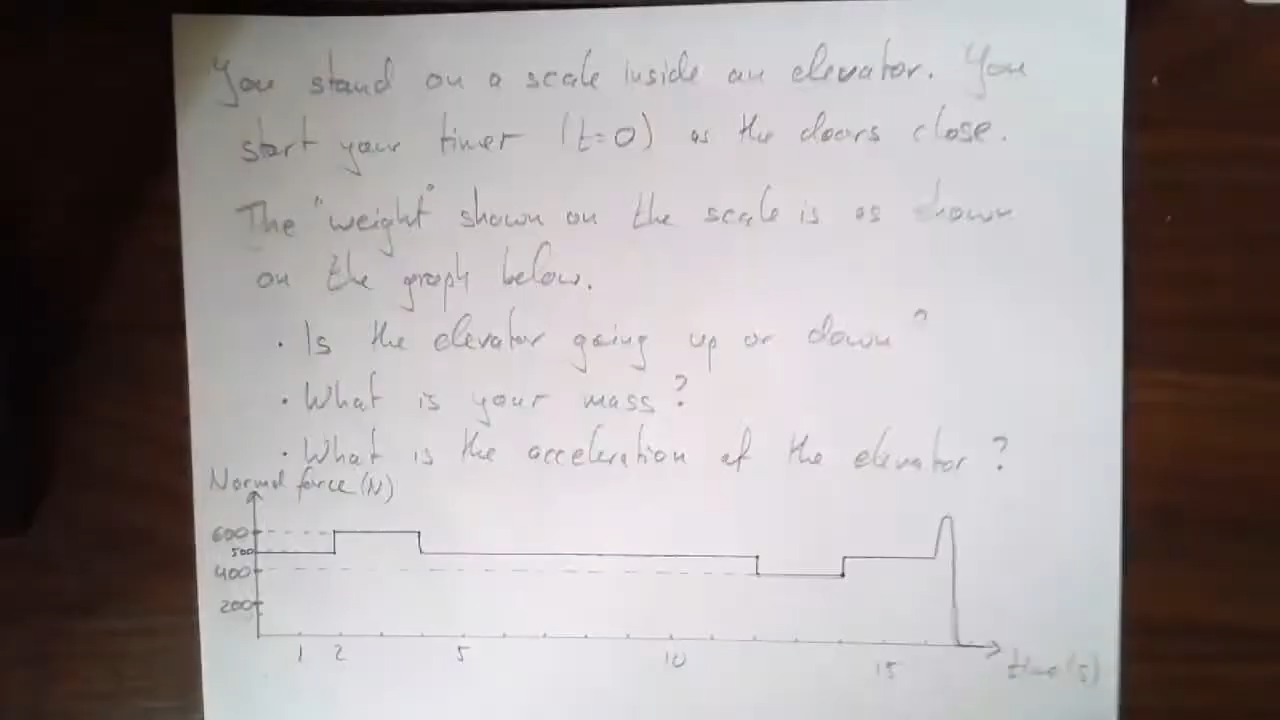 You stand on a scale inside an elevator. You
start your timer (t=0) as the doors close.
The "weight" shown on the scale is as shown
on the graph below.
· Is the elevator going up or down?
· What is your mass?
· What is the acceleration of the elevator?
Normal force (N)
600
500
400
200
1 2 5 10 15 time (s)